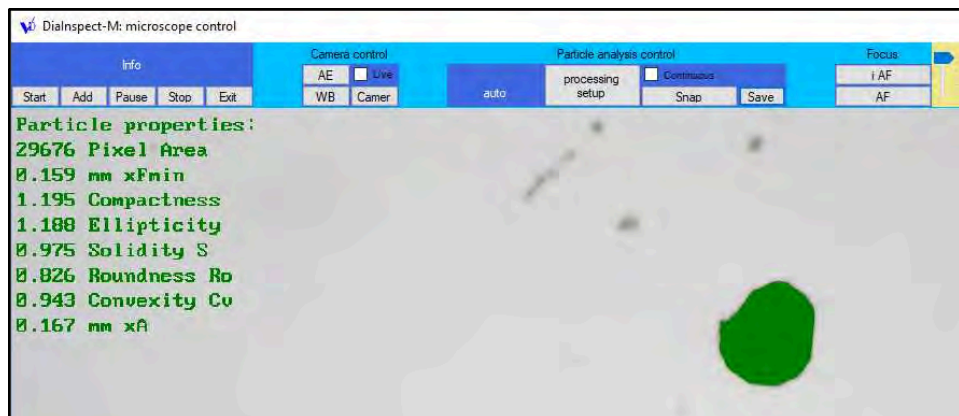 DiaInspect-M: microscope control
Info
Start Add Pause Stop Exit
Camera control
AE Live
WB Camer
Particle analysis control
auto
processing
setup
Continuous
Snap Save
Focus
i AF
AF
Particle properties:
29676 Pixel Area
0.159 mm xFmin
1.195 Compactness
1.188 Ellipticity
0.975 Solidity S
0.826 Roundness Ro
0.943 Convexity Cv
0.167 mm xA